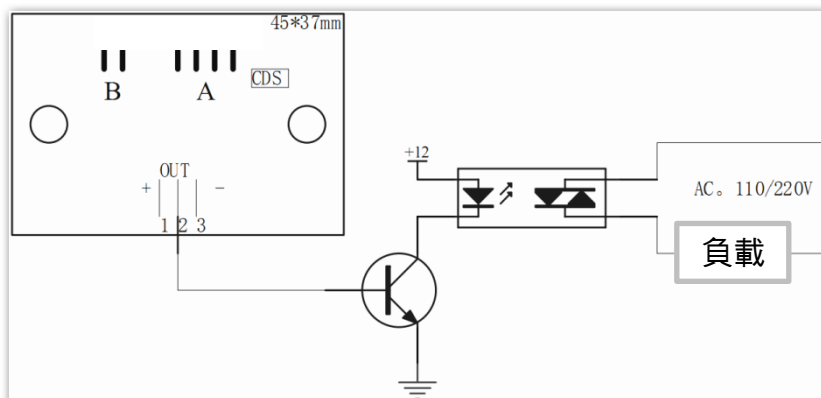 45*37mm
CDS
B A
OUT
+ -
1 2 3
+12
AC。110/220V
負載